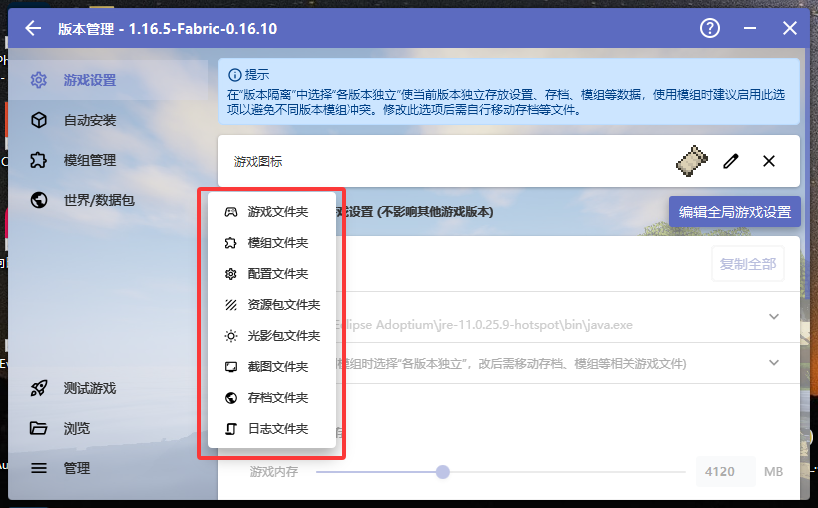 版本管理 - 1.16.5-Fabric-0.16.10
游戏设置
自动安装
模组管理
世界/数据包
测试游戏
浏览
管理
提示
在“版本隔离”中选择“各版本独立”使当前版本独立存放设置、存档、模组等数据，使用模组时建议启用此选
项以避免不同版本模组冲突。修改此选项后需自行移动存档等文件。
游戏图标
戏设置 (不影响其他游戏版本)
编辑全局游戏设置
复制全部
Eclipse Adoptium\jre-11.0.25.9-hotspot\bin\java.exe
模组时选择“各版本独立”，改后需移动存档、模组等相关游戏文件)
游戏内存
4120
MB
游戏文件夹
模组文件夹
配置文件夹
资源包文件夹
光影包文件夹
截图文件夹
存档文件夹
日志文件夹